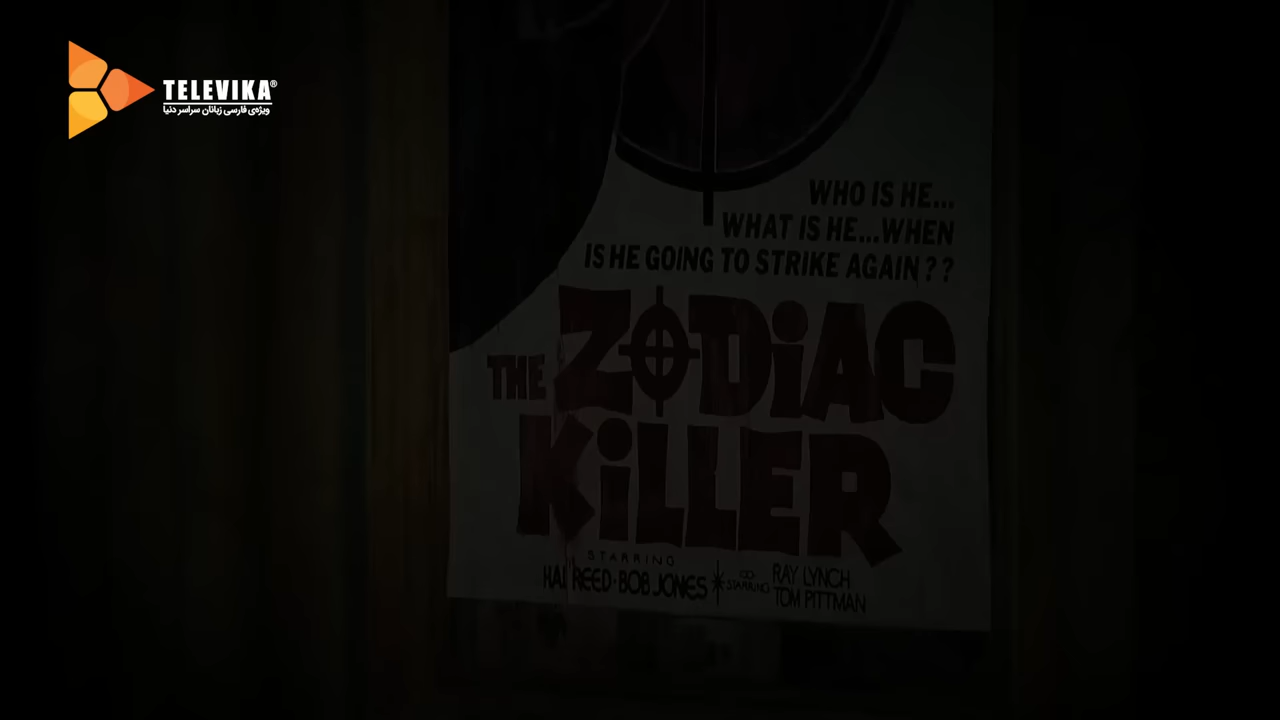 TELEVIKA®
ویژه‌ی فارسی زبانان سراسر دنیا
WHO IS HE...
WHAT IS HE...WHEN
IS HE GOING TO STRIKE AGAIN??
THE ZODIAC
KILLER
STARRING
HAL REED · BOB JONES * CO STARRING RAY LYNCH
TOM PITTMAN